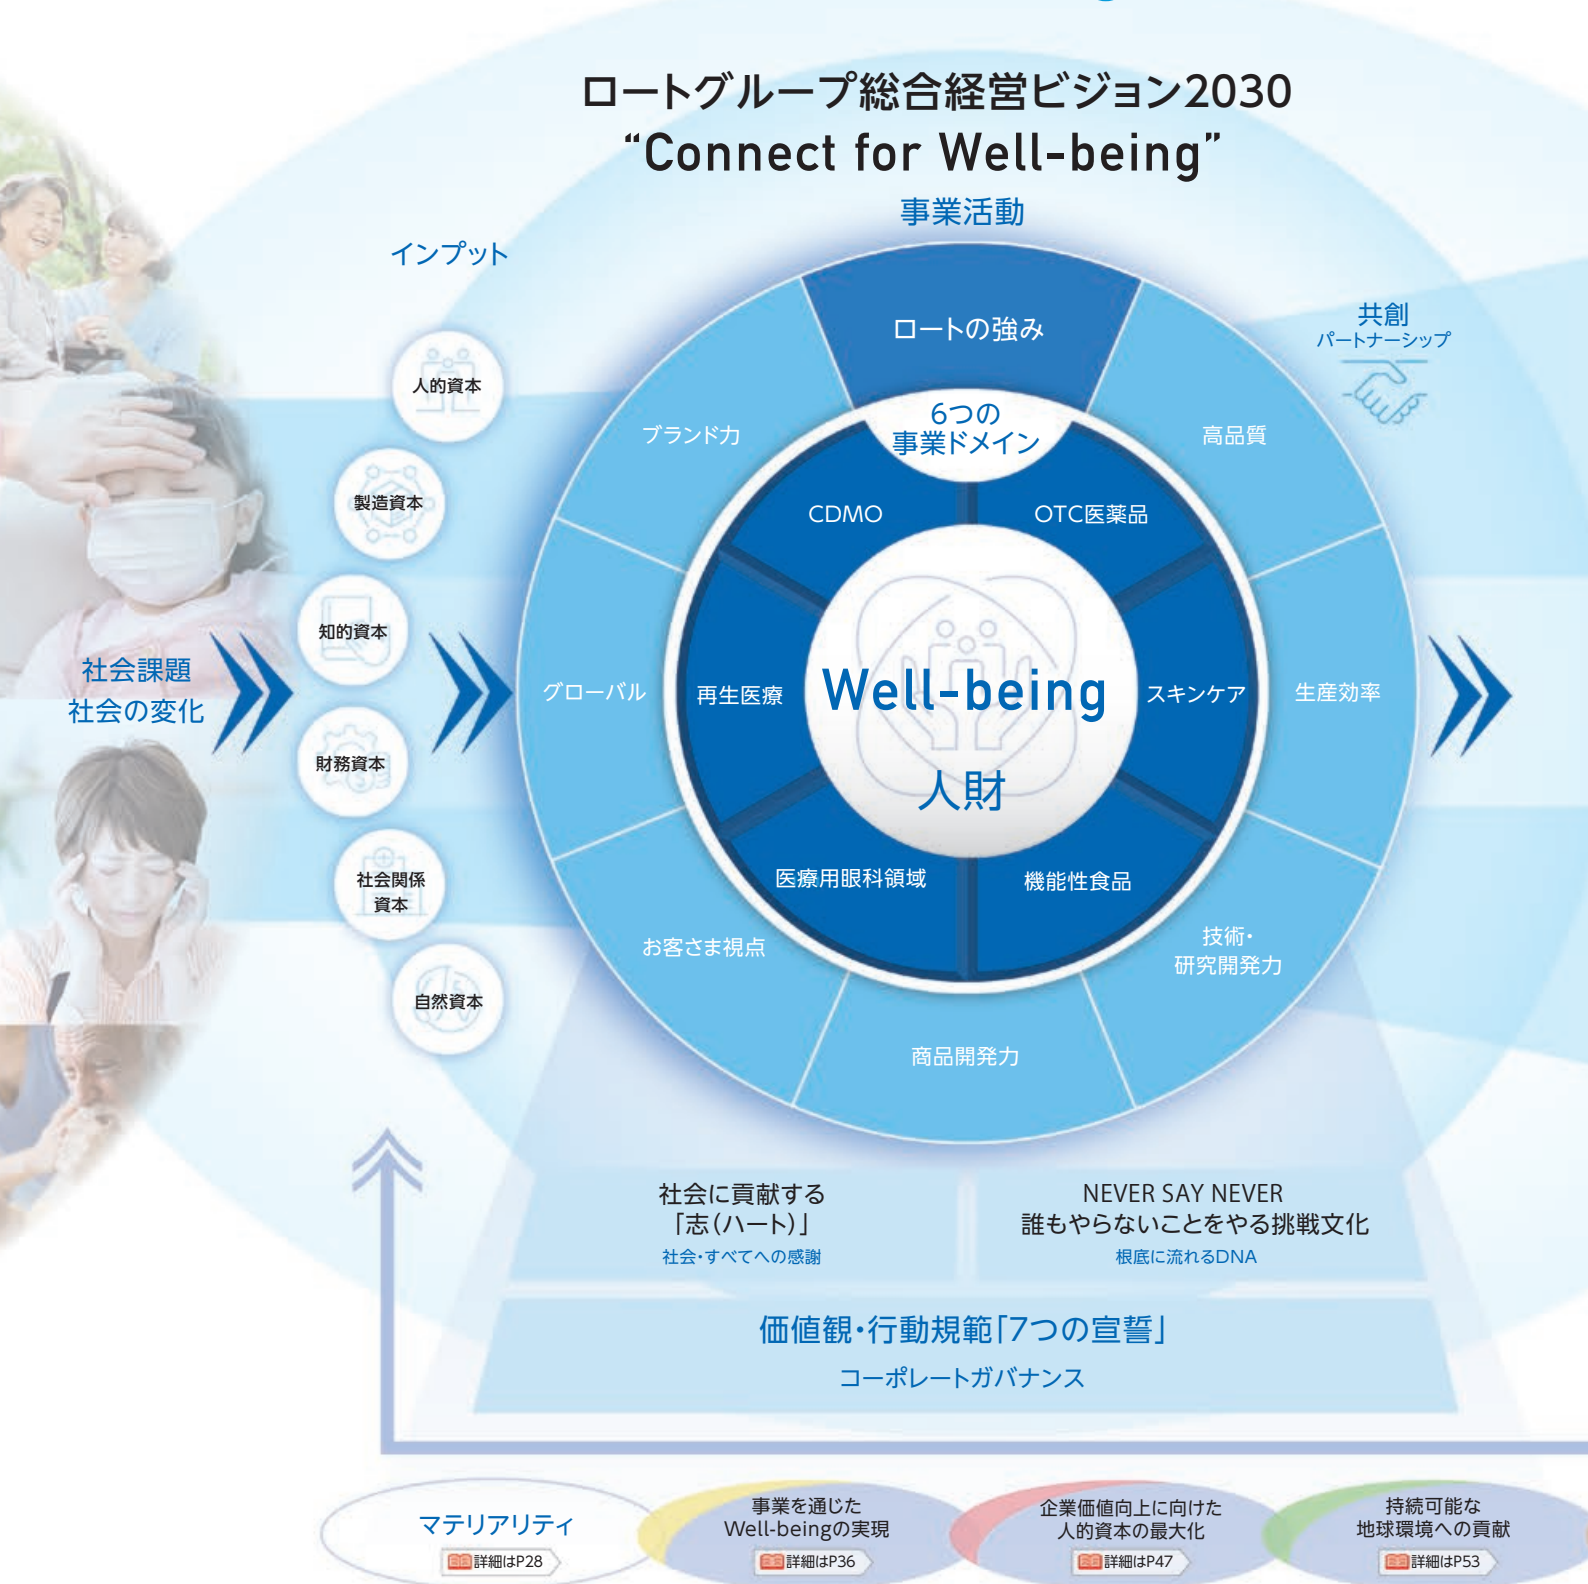 ロートグループ総合経営ビジョン2030
“Connect for Well-being”
事業活動
インプット
人的資本
製造資本
知的資本
財務資本
社会関係
資本
自然資本
社会課題
社会の変化
ロートの強み
ブランド力
高品質
グローバル
生産効率
お客さま視点
技術・
研究開発力
商品開発力
6つの
事業ドメイン
CDMO
OTC医薬品
再生医療
スキンケア
医療用眼科領域
機能性食品
Well-being
人財
共創
パートナーシップ
社会に貢献する
「志（ハート）」
社会・すべてへの感謝
NEVER SAY NEVER
誰もやらないことをやる挑戦文化
根底に流れるDNA
価値観・行動規範「7つの宣誓」
コーポレートガバナンス
マテリアリティ
詳細はP28
事業を通じた
Well-beingの実現
詳細はP36
企業価値向上に向けた
人的資本の最大化
詳細はP47
持続可能な
地球環境への貢献
詳細はP53